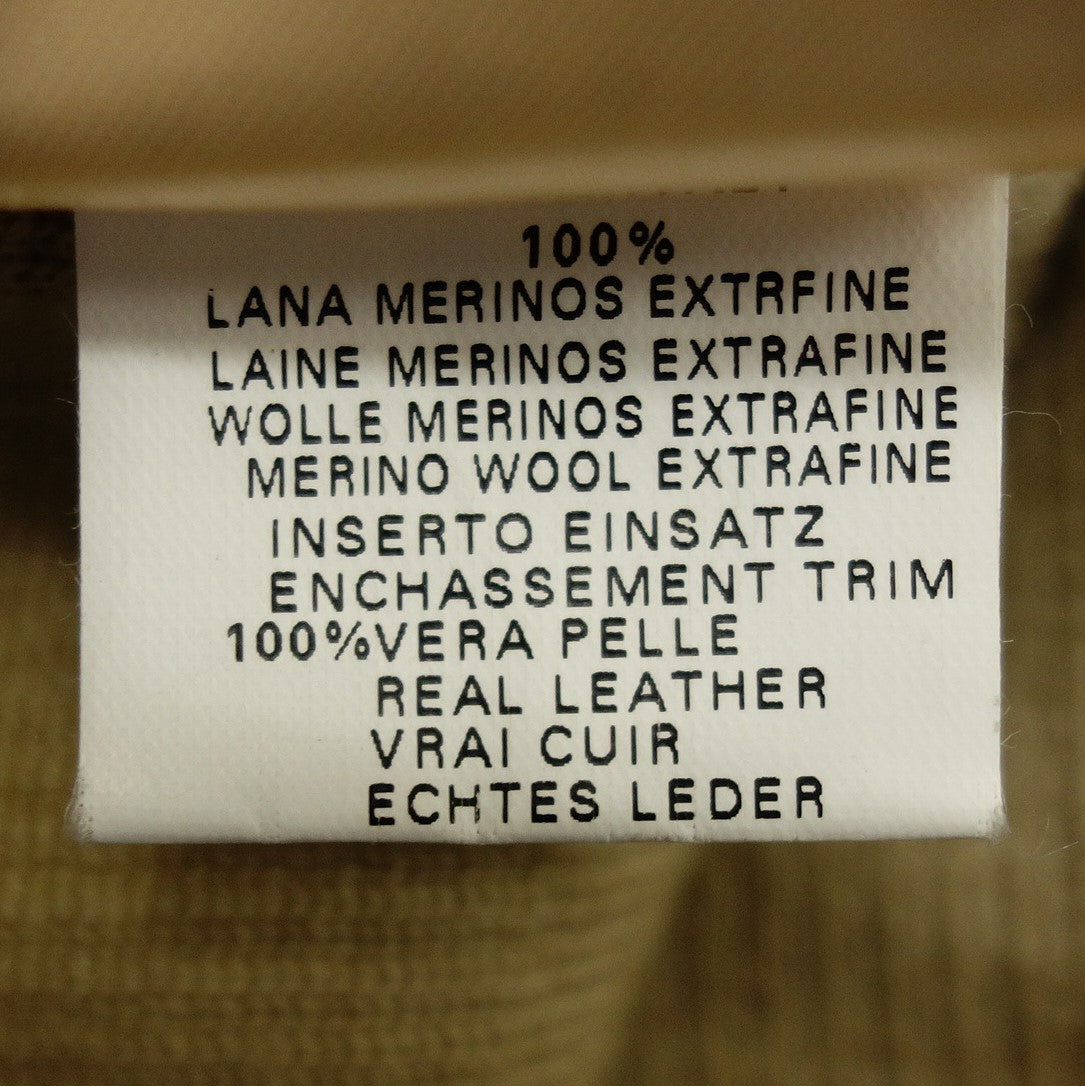 100%
LANA MERINOS EXTRFINE
LAINE MERINOS EXTRAFINE
WOLLE MERINOS EXTRAFINE
MERINO WOOL EXTRAFINE
INSERTO EINSATZ
ENCHASSEMENT TRIM
100%VERA PELLE
REAL LEATHER
VRAI CUIR
ECHTES LEDER